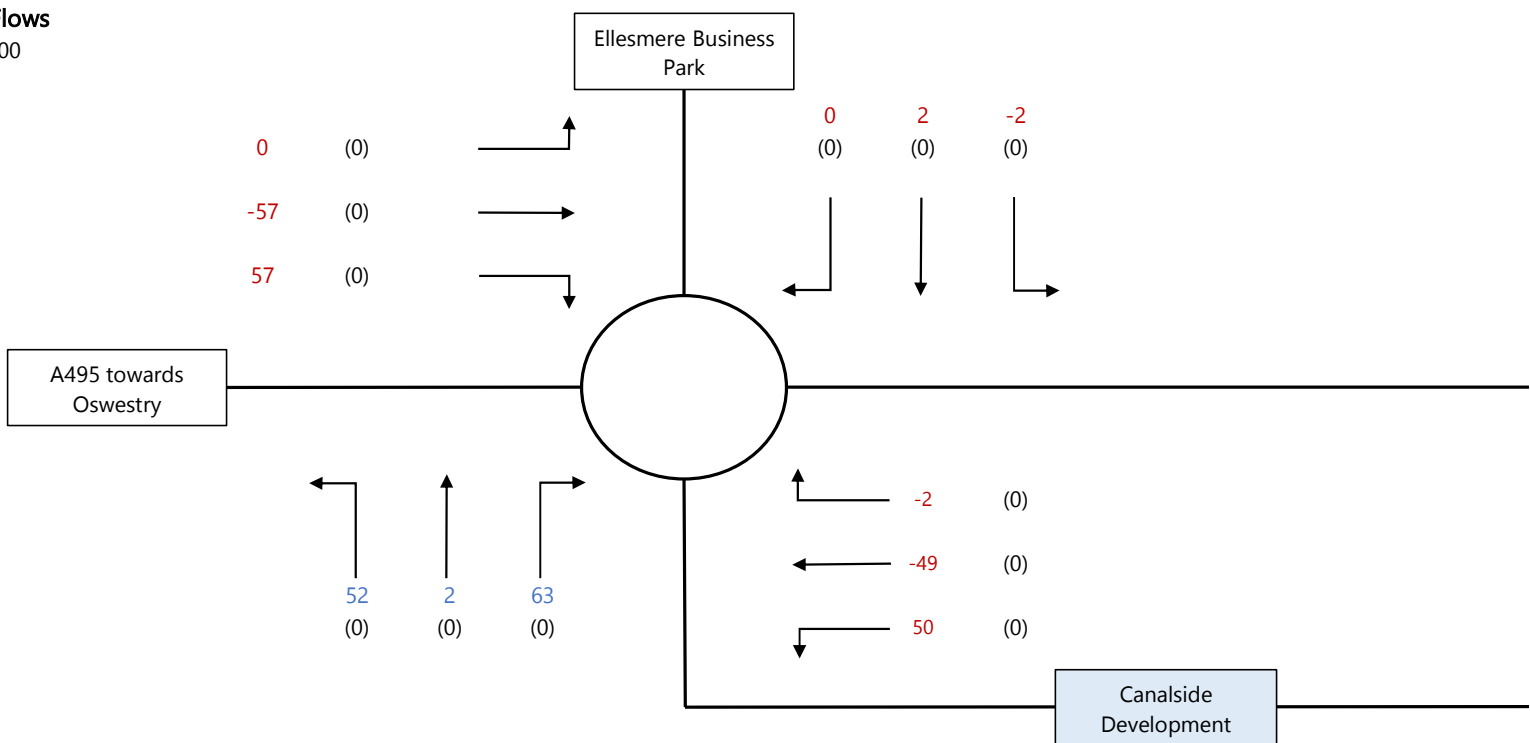 Flows
00
Ellesmere Business
Park
0 2 -2
(0) (0) (0)
0 (0)
-57 (0)
57 (0)
A495 towards
Oswestry
-2 (0)
-49 (0)
50 (0)
52 2 63
(0) (0) (0)
Canalside
Development